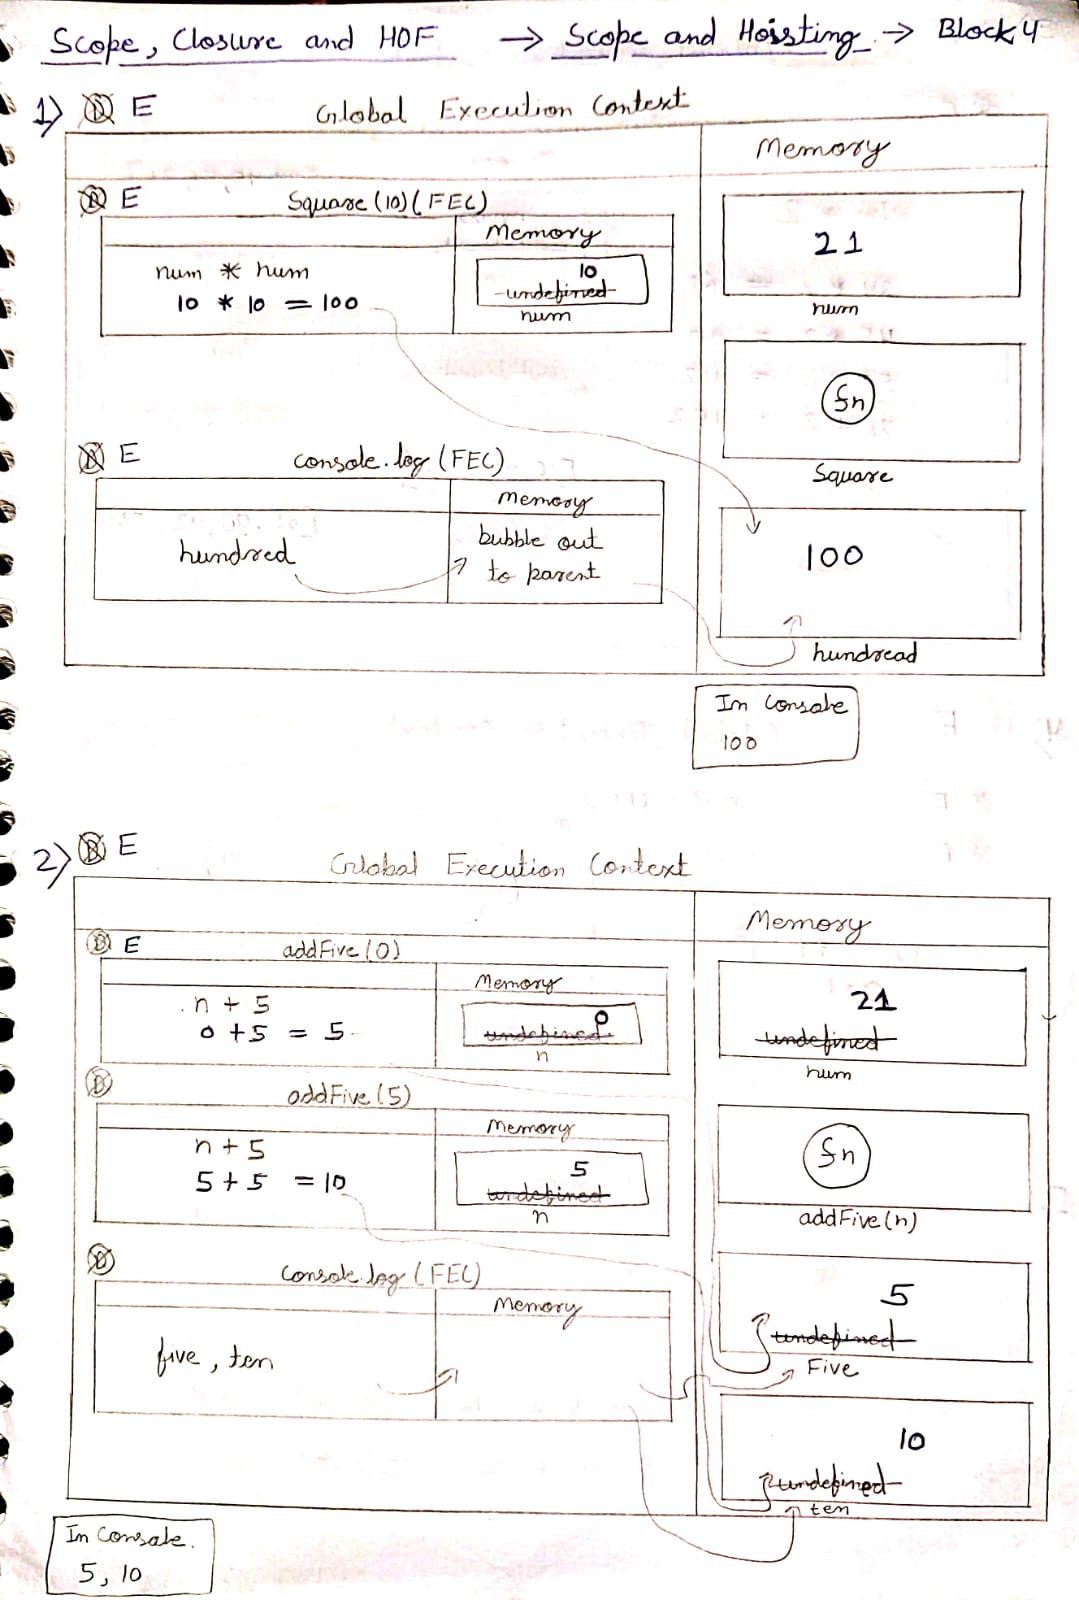 Scope, Closure and HOF → Scope and Hoisting → Block 4
1) D E Global Execution Context
Memory
D E Square (10) (FEC)
Memory
num * num
10 * 10 = 100
10
undefined
num
21
num
fn
Square
D E console.log (FEC)
Memory
hundred
bubble out
to parent
100
hundread
In Console
100
2) D E Global Execution Context
Memory
D E addFive (0)
Memory
n + 5
0 + 5 = 5
0
undefined
n
21
undefined
num
D addFive (5)
Memory
n + 5
5 + 5 = 10
5
undefined
n
fn
addFive (n)
D Console.log (FEC)
Memory
five, ten
5
undefined
Five
10
undefined
ten
In Console.
5, 10